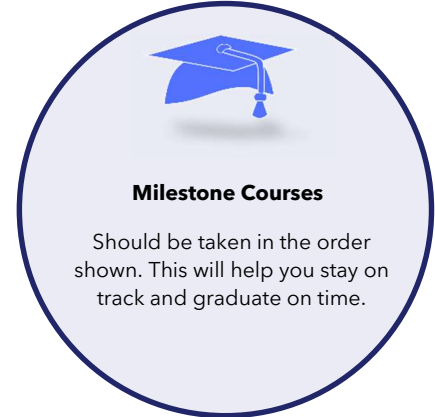 Milestone Courses
Should be taken in the order
shown. This will help you stay on
track and graduate on time.